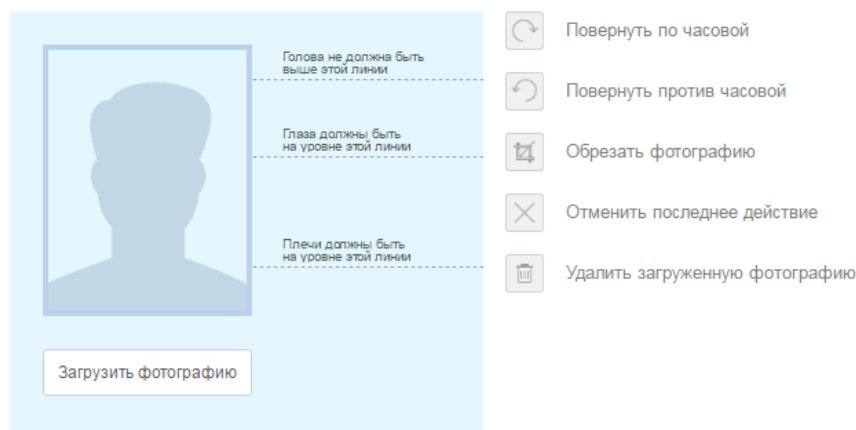 Голова не должна быть
выше этой линии
Глаза должны быть
на уровне этой линии
Плечи должны быть
на уровне этой линии
Загрузить фотографию
Повернуть по часовой
Повернуть против часовой
Обрезать фотографию
Отменить последнее действие
Удалить загруженную фотографию